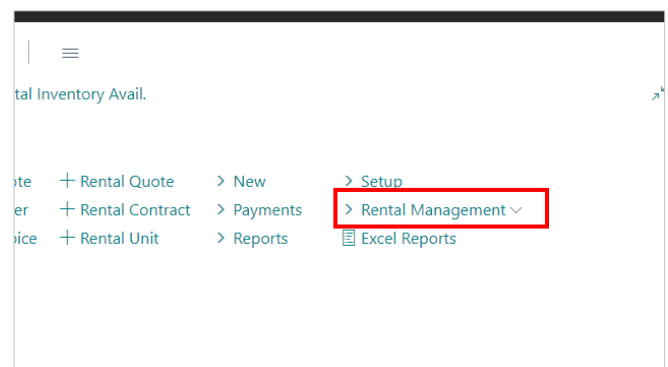 tal Inventory Avail.
ote + Rental Quote > New > Setup
er + Rental Contract > Payments > Rental Management
oice + Rental Unit > Reports Excel Reports